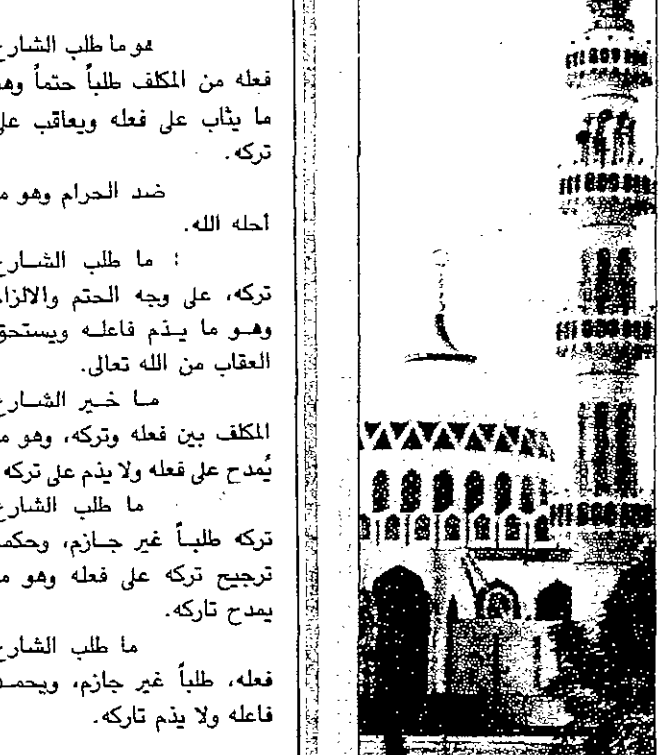 هو ما طلب الشارع
فعله من المكلف طلباً حتماً وهو
ما يثاب على فعله ويعاقب على
تركه.
ضد الحرام وهو ما
أحله الله.
: ما طلب الشارع
تركه، على وجه الحتم والالزام
وهو ما يذم فاعله ويستحق
العقاب من الله تعالى.
ما خير الشارع
المكلف بين فعله وتركه، وهو ما
يُمدح على فعله ولا يذم على تركه
ما طلب الشارع
تركه طلباً غير جازم، وحكمه
ترجيح تركه على فعله وهو ما
يمدح تاركه.
ما طلب الشارع
فعله، طلباً غير جازم، ويحمد
فاعله ولا يذم تاركه.